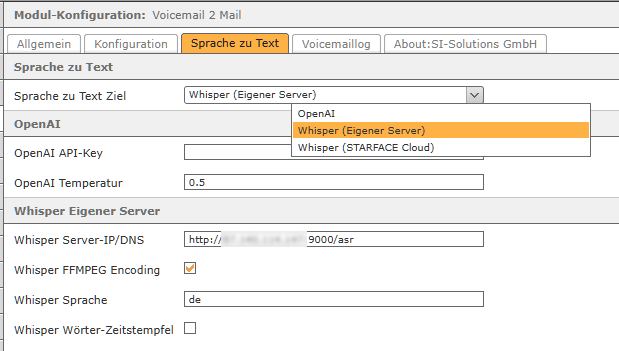 Modul-Konfiguration: Voicemail 2 Mail
Allgemein Konfiguration Sprache zu Text Voicemaillog About:SI-Solutions GmbH
Sprache zu Text
Sprache zu Text Ziel Whisper (Eigener Server)
OpenAI
Whisper (Eigener Server)
Whisper (STARFACE Cloud)
OpenAI
OpenAI API-Key
OpenAI Temperatur 0.5
Whisper Eigener Server
Whisper Server-IP/DNS http:// 9000/asr
Whisper FFMPEG Encoding
Whisper Sprache de
Whisper Wörter-Zeitstempfel